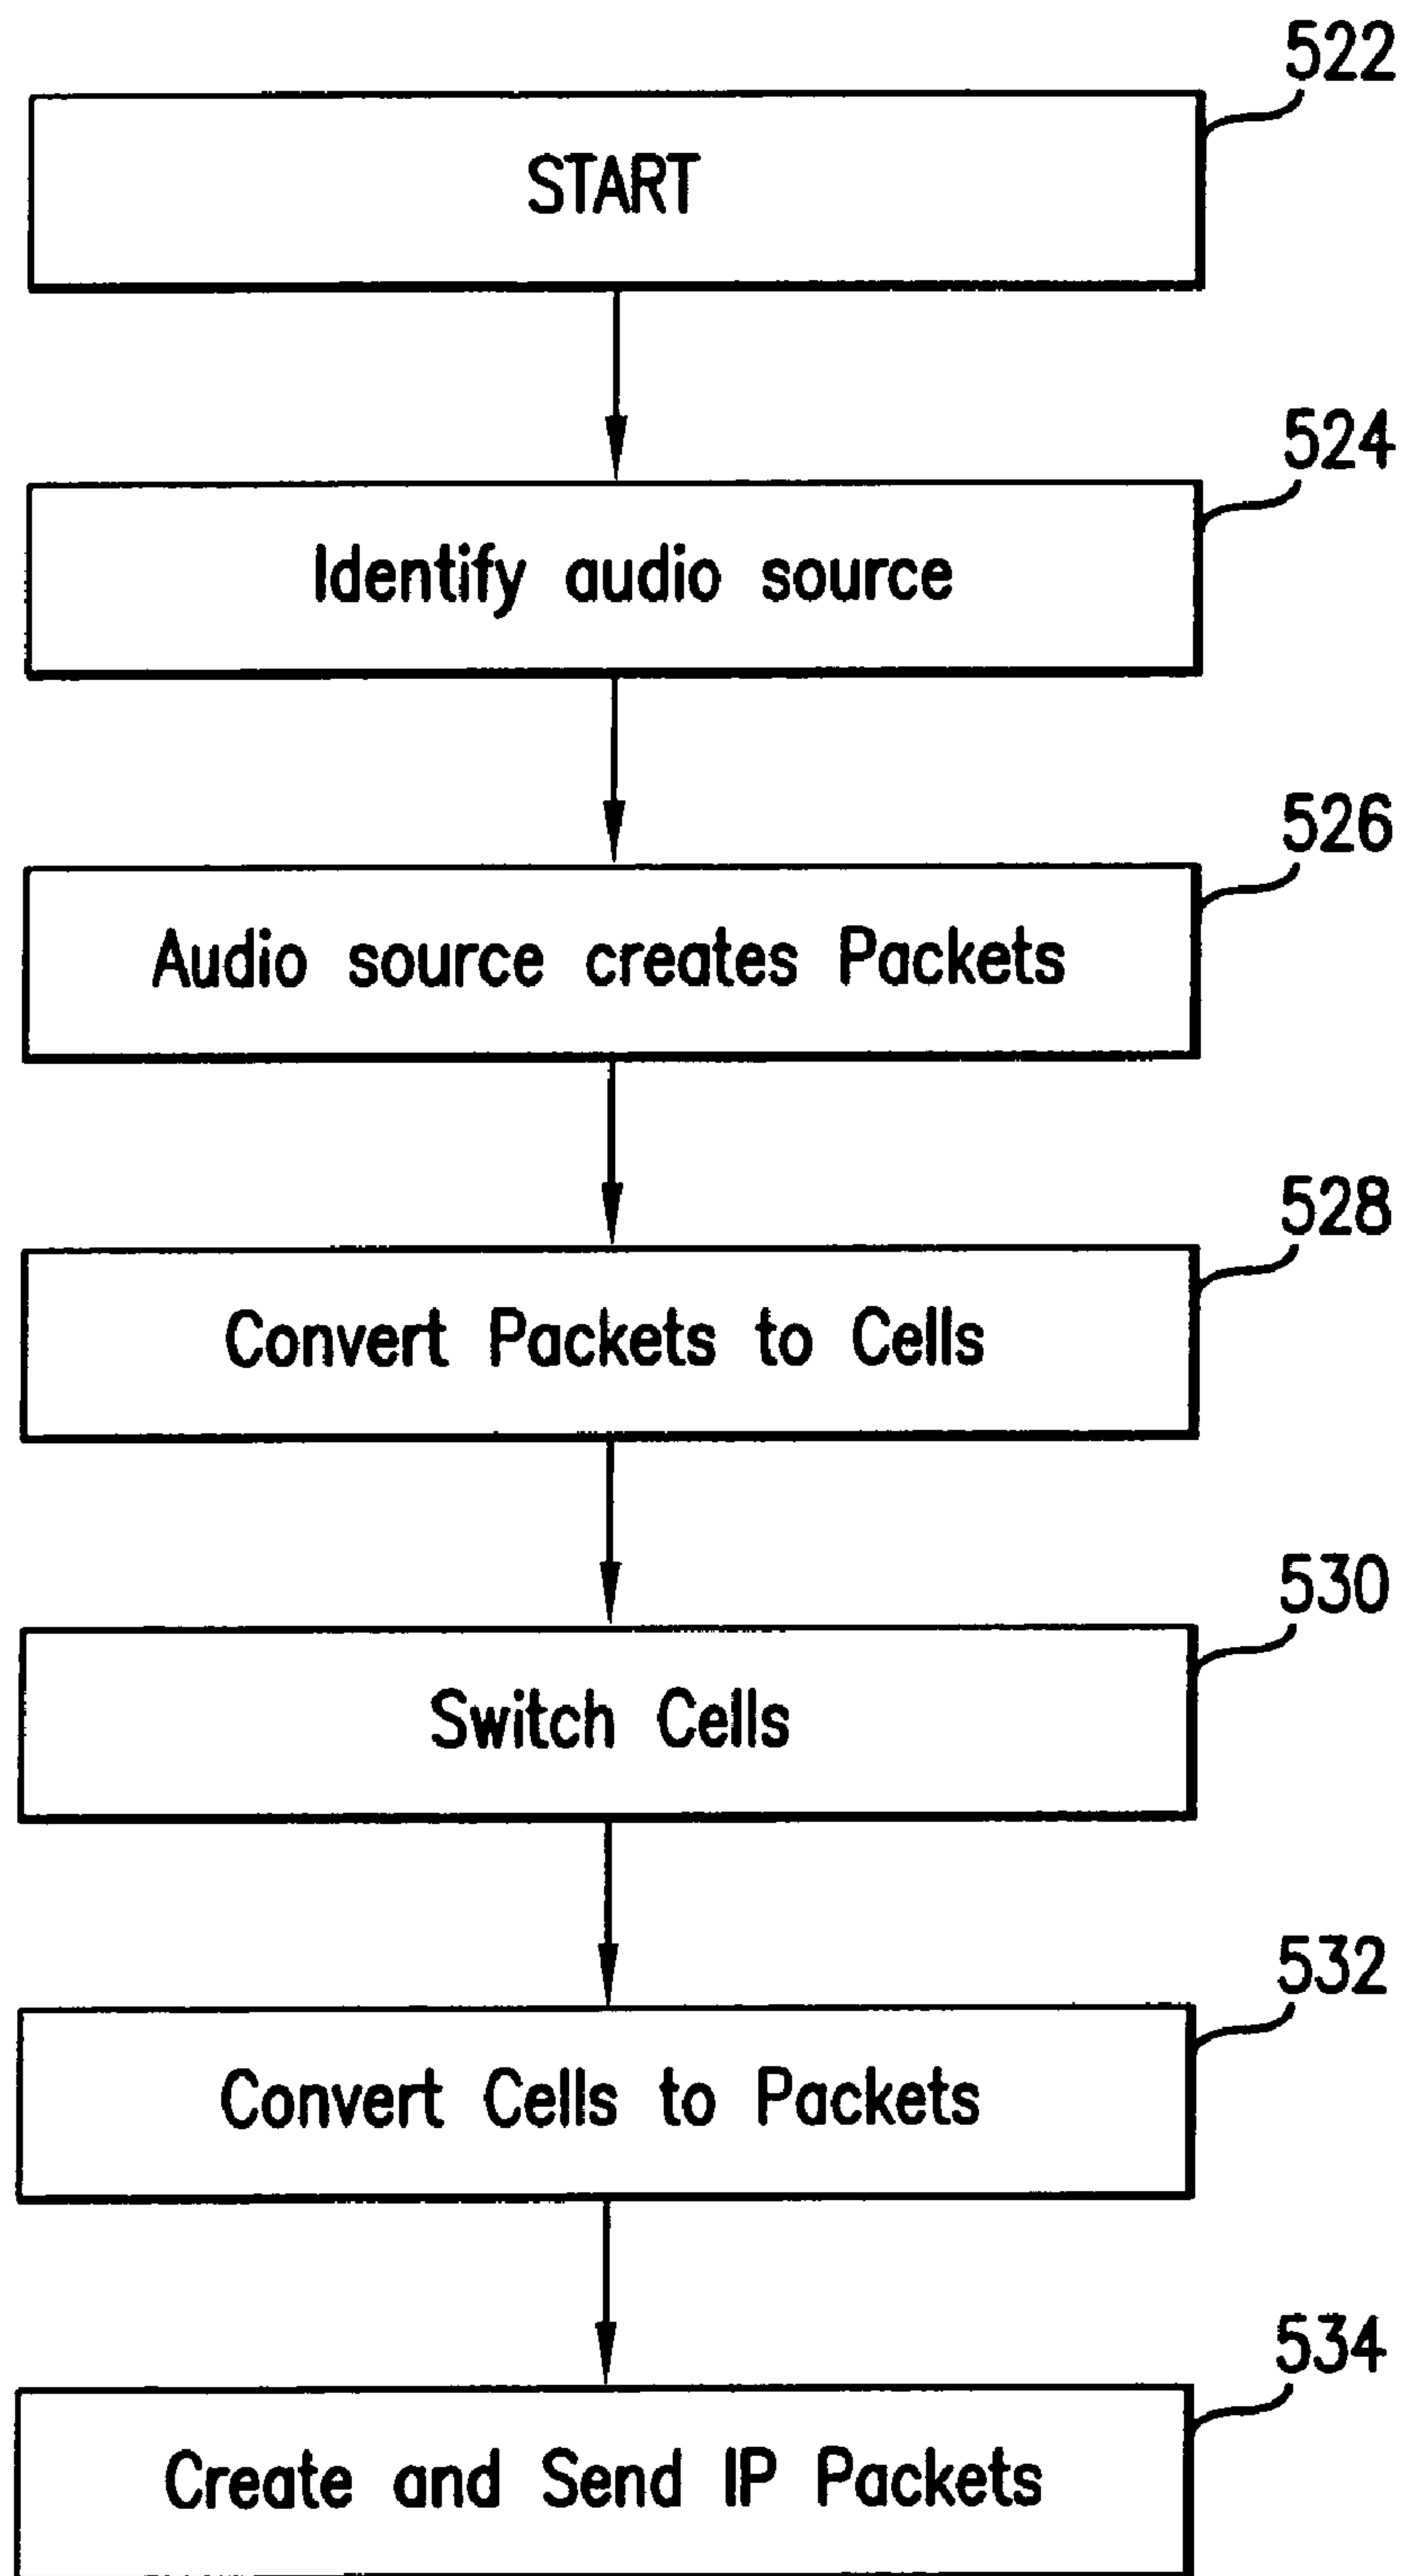 522
START
524
Identify audio source
526
Audio source creates Packets
528
Convert Packets to Cells
530
Switch Cells
532
Convert Cells to Packets
534
Create and Send IP Packets